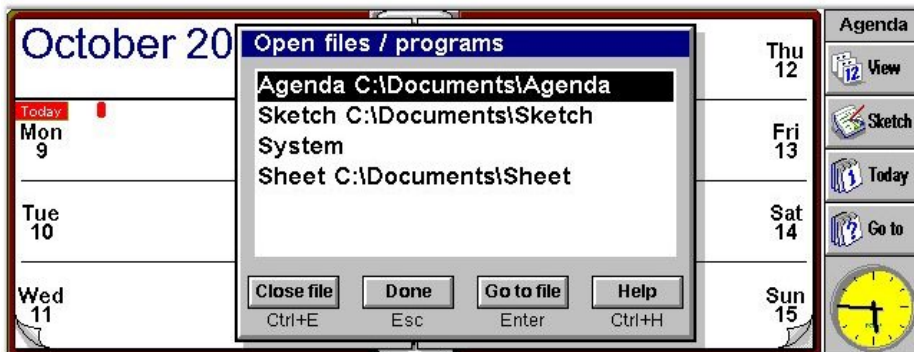 October 20
Today
Mon
9
Tue
10
Wed
11
Open files / programs
Agenda C:\Documents\Agenda
Sketch C:\Documents\Sketch
System
Sheet C:\Documents\Sheet
Close file
Ctrl+E
Done
Esc
Go to file
Enter
Help
Ctrl+H
Thu
12
Fri
13
Sat
14
Sun
15
Agenda
12 View
Sketch
Today
Go to